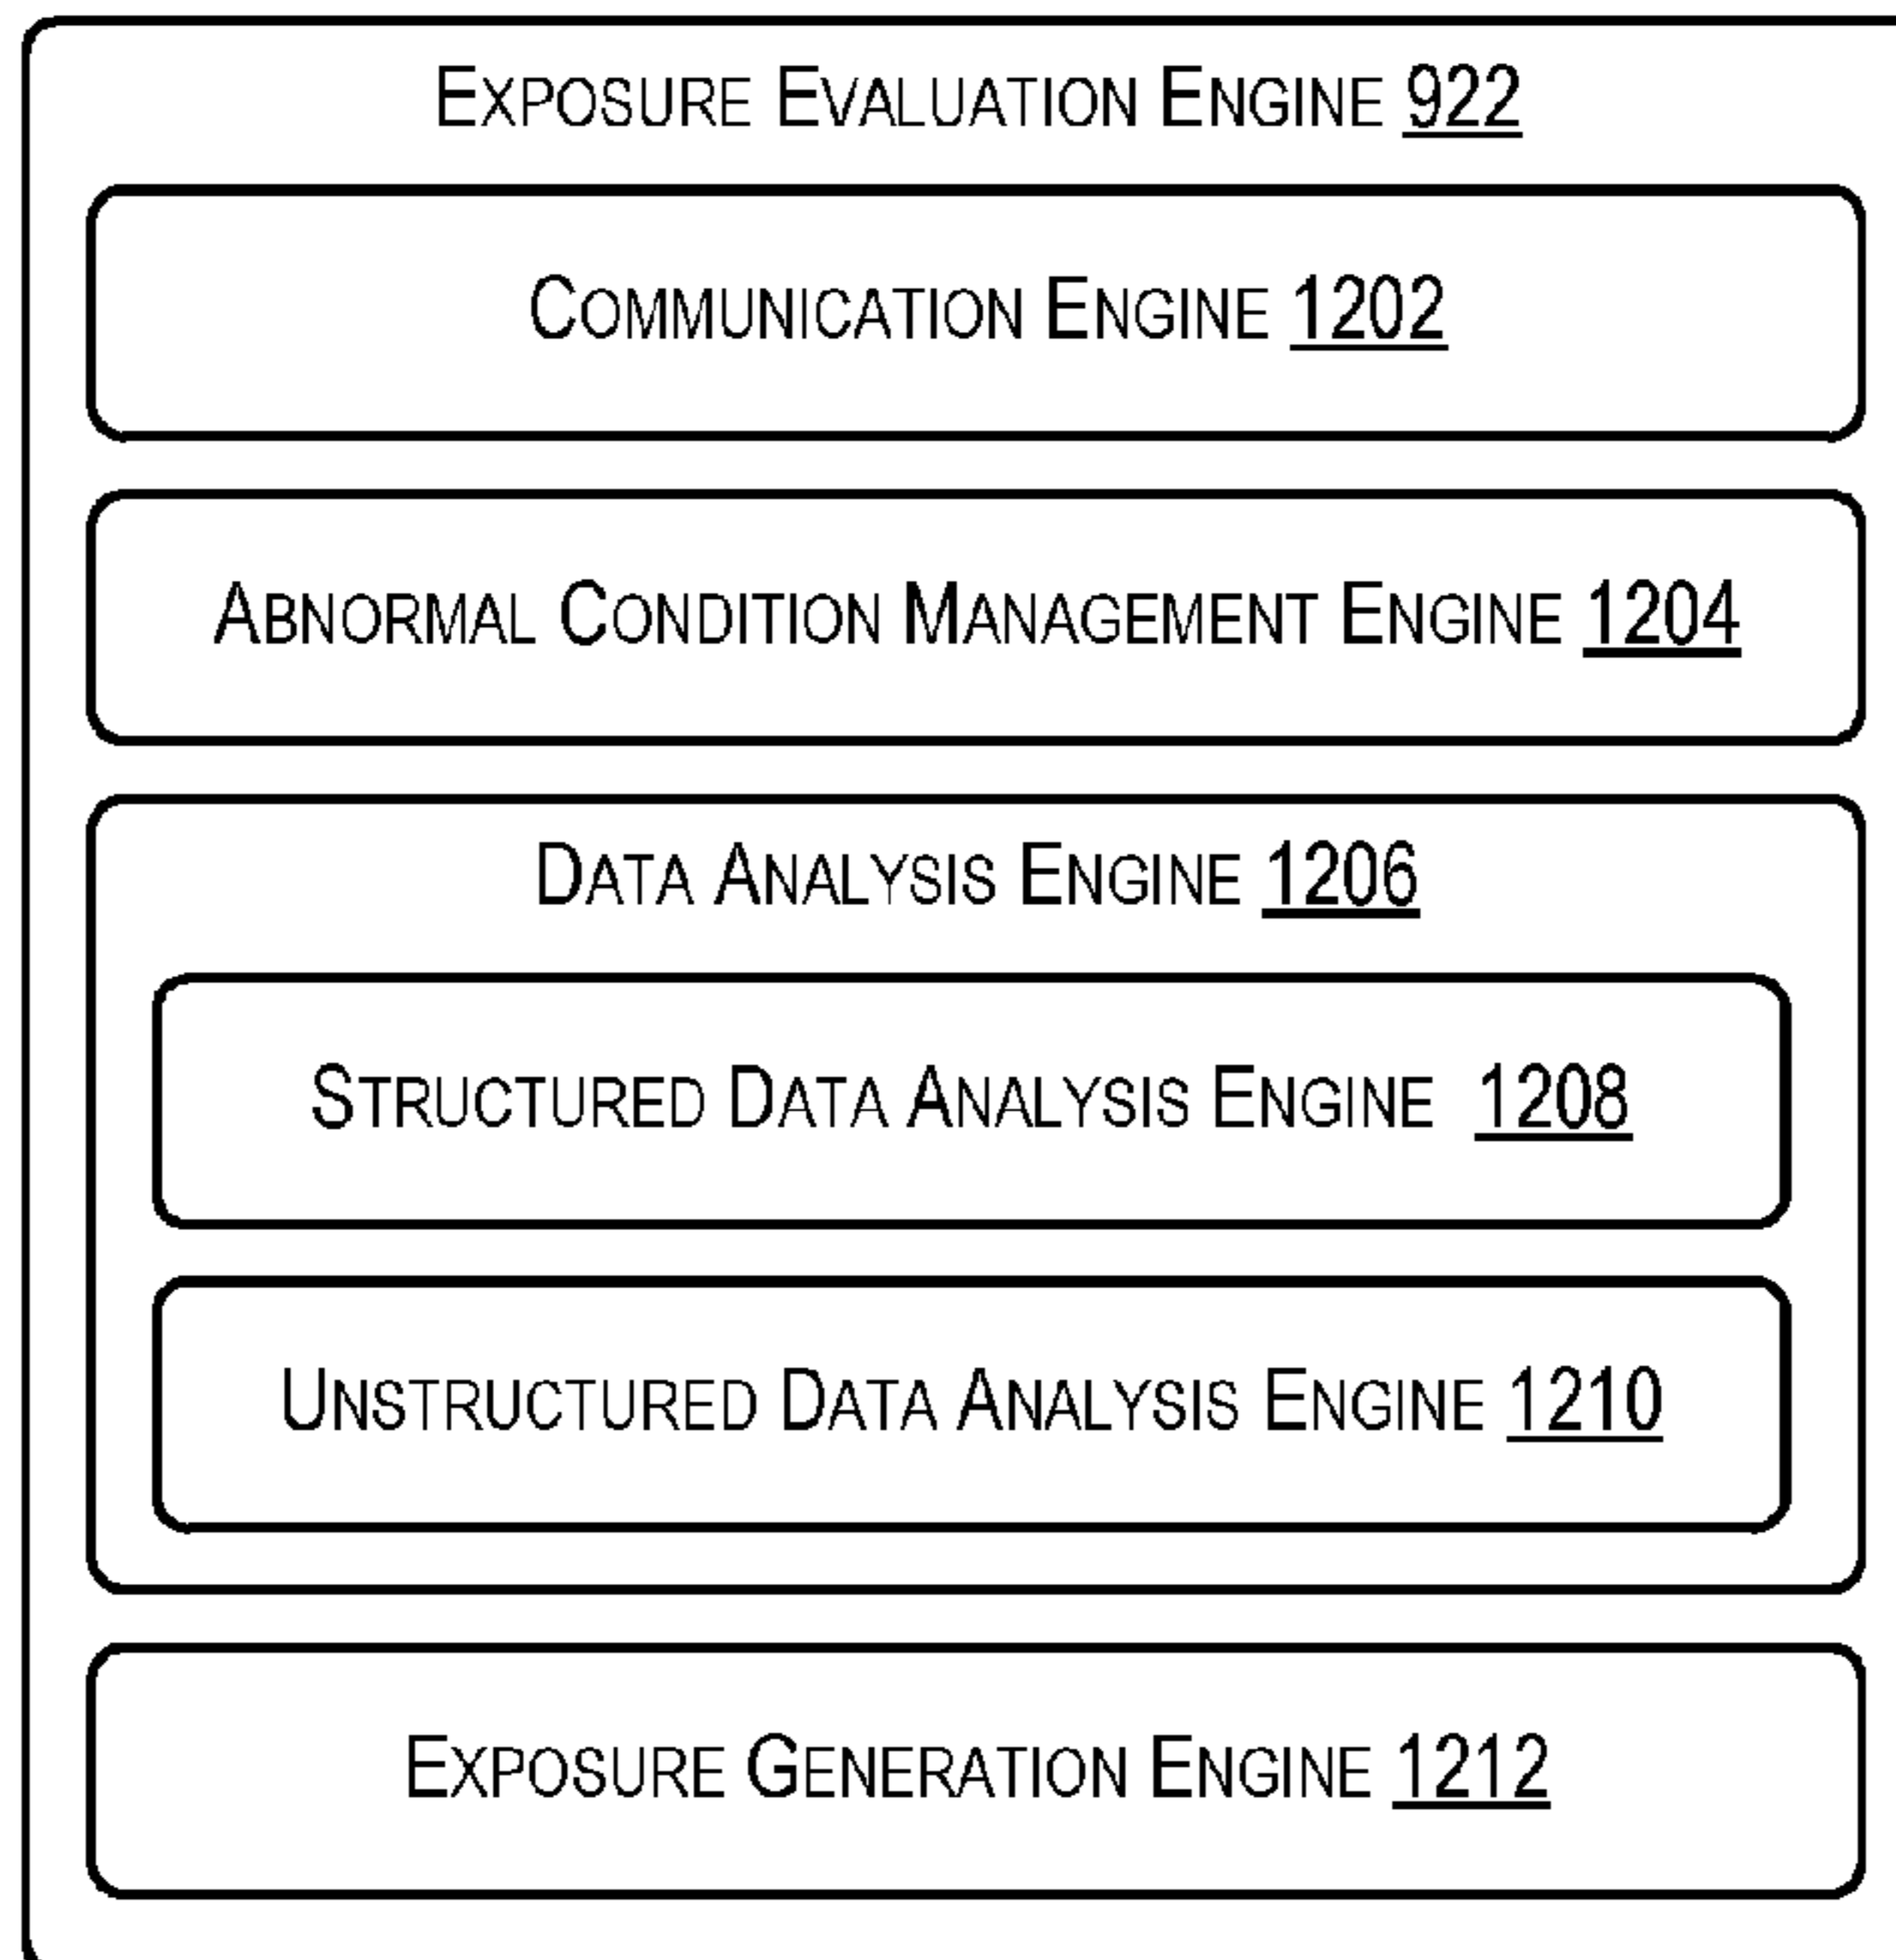 EXPOSURE EVALUATION ENGINE 922
COMMUNICATION ENGINE 1202
ABNORMAL CONDITION MANAGEMENT ENGINE 1204
DATA ANALYSIS ENGINE 1206
STRUCTURED DATA ANALYSIS ENGINE 1208
UNSTRUCTURED DATA ANALYSIS ENGINE 1210
EXPOSURE GENERATION ENGINE 1212